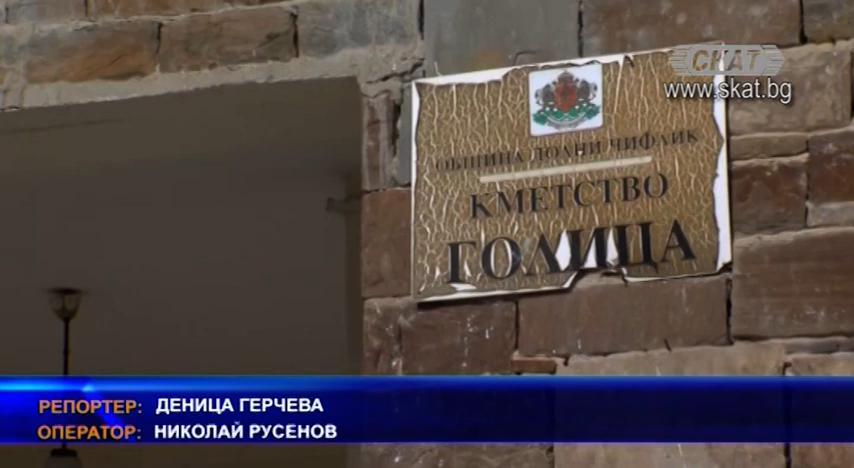 СКАТ
www.skat.bg
ОБЩИНА ДОЛНИ ЧИФЛИК
КМЕТСТВО
ГОЛИЦА
РЕПОРТЕР: ДЕНИЦА ГЕРЧЕВА
ОПЕРАТОР: НИКОЛАЙ РУСЕНОВ